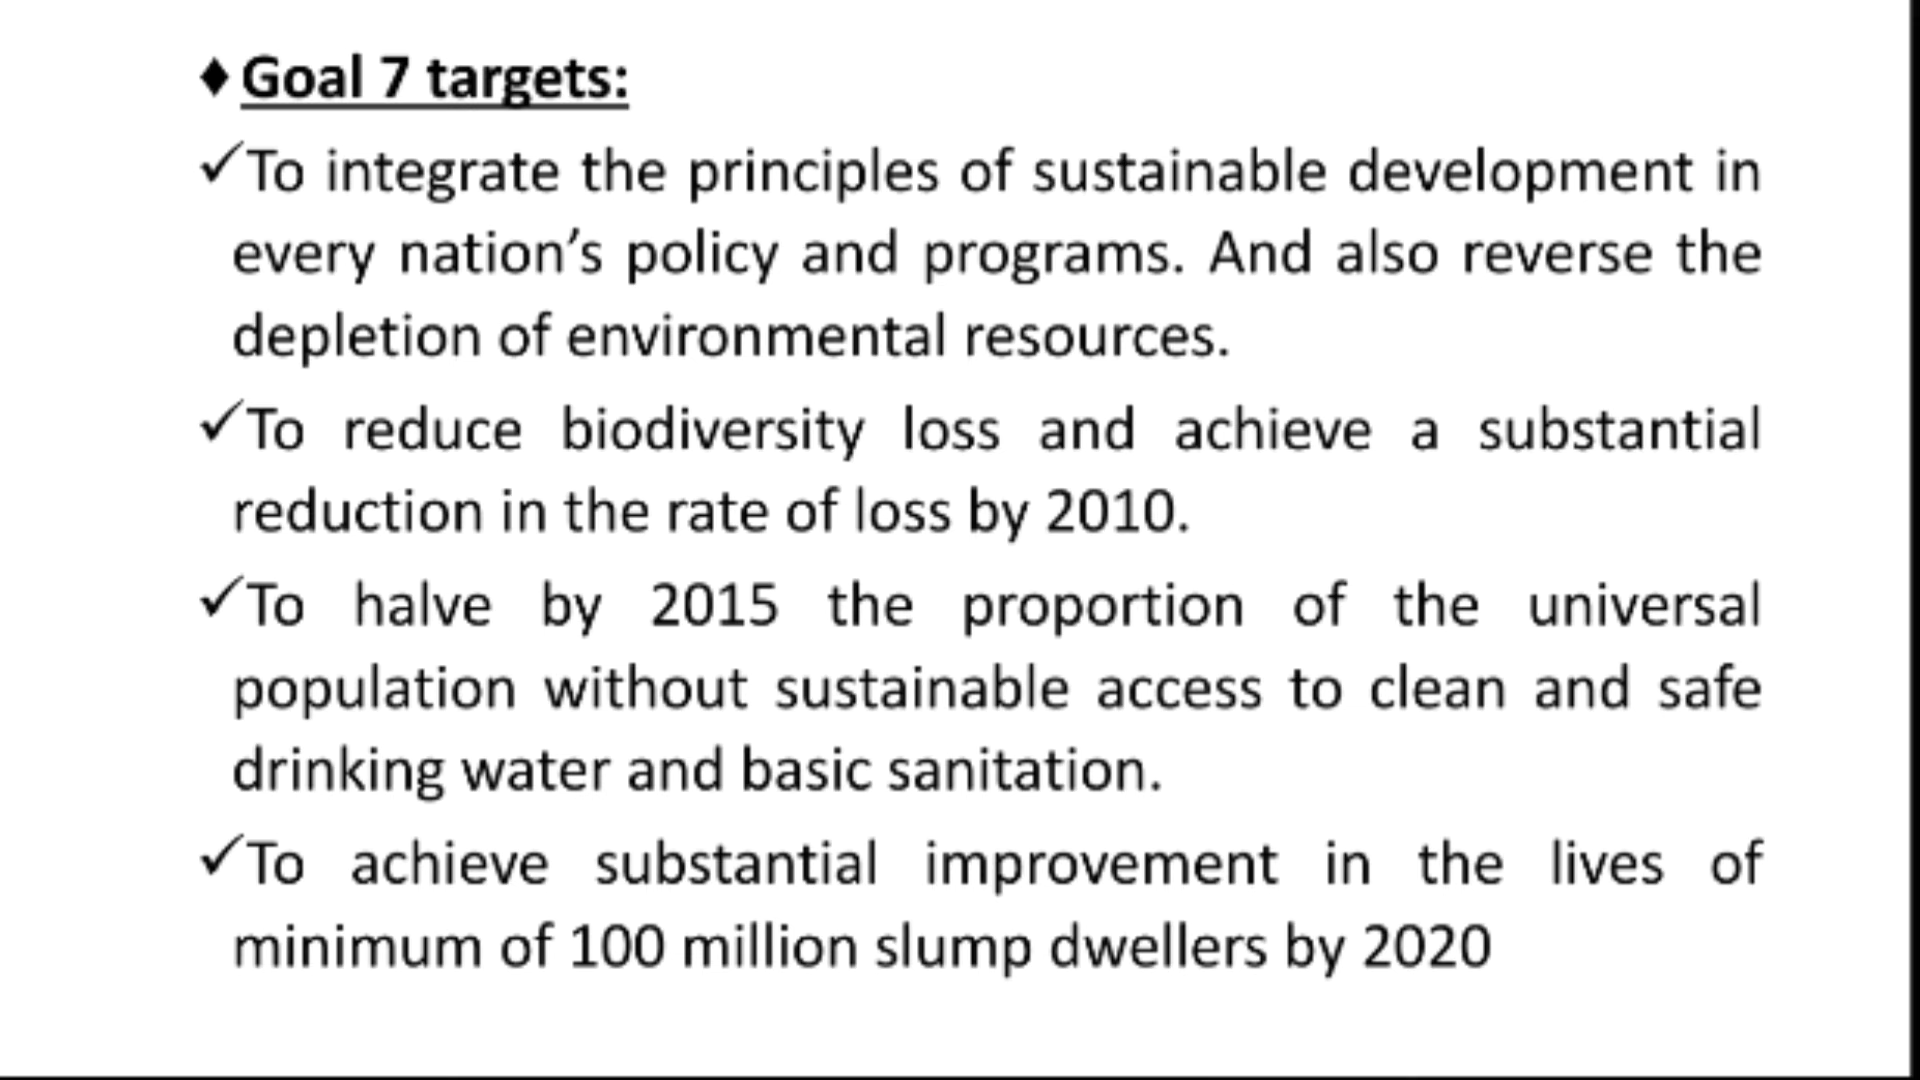 ♦ Goal 7 targets:
✓To integrate the principles of sustainable development in
every nation’s policy and programs. And also reverse the
depletion of environmental resources.
✓To reduce biodiversity loss and achieve a substantial
reduction in the rate of loss by 2010.
✓To halve by 2015 the proportion of the universal
population without sustainable access to clean and safe
drinking water and basic sanitation.
✓To achieve substantial improvement in the lives of
minimum of 100 million slump dwellers by 2020